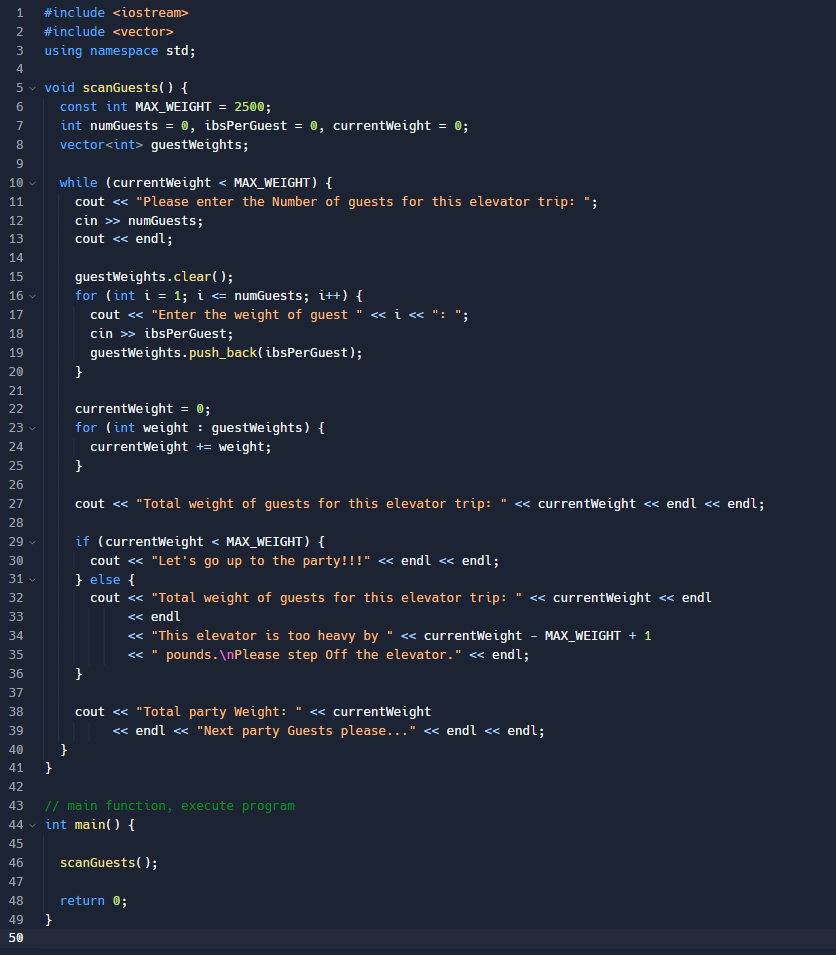 1 #include <iostream>
2 #include <vector>
3 using namespace std;
4
5 void scanGuests() {
6   const int MAX_WEIGHT = 2500;
7   int numGuests = 0, ibsPerGuest = 0, currentWeight = 0;
8   vector<int> guestWeights;
9
10   while (currentWeight < MAX_WEIGHT) {
11     cout << "Please enter the Number of guests for this elevator trip: ";
12     cin >> numGuests;
13     cout << endl;
14
15     guestWeights.clear();
16     for (int i = 1; i <= numGuests; i++) {
17       cout << "Enter the weight of guest " << i << ": ";
18       cin >> ibsPerGuest;
19       guestWeights.push_back(ibsPerGuest);
20     }
21
22     currentWeight = 0;
23     for (int weight : guestWeights) {
24       currentWeight += weight;
25     }
26
27     cout << "Total weight of guests for this elevator trip: " << currentWeight << endl << endl;
28
29     if (currentWeight < MAX_WEIGHT) {
30       cout << "Let's go up to the party!!!" << endl << endl;
31     } else {
32       cout << "Total weight of guests for this elevator trip: " << currentWeight << endl
33            << endl
34            << "This elevator is too heavy by " << currentWeight - MAX_WEIGHT + 1
35            << " pounds.\nPlease step Off the elevator." << endl;
36     }
37
38     cout << "Total party Weight: " << currentWeight
39          << endl << "Next party Guests please..." << endl << endl;
40   }
41 }
42
43 // main function, execute program
44 int main() {
45
46   scanGuests();
47
48   return 0;
49 }
50